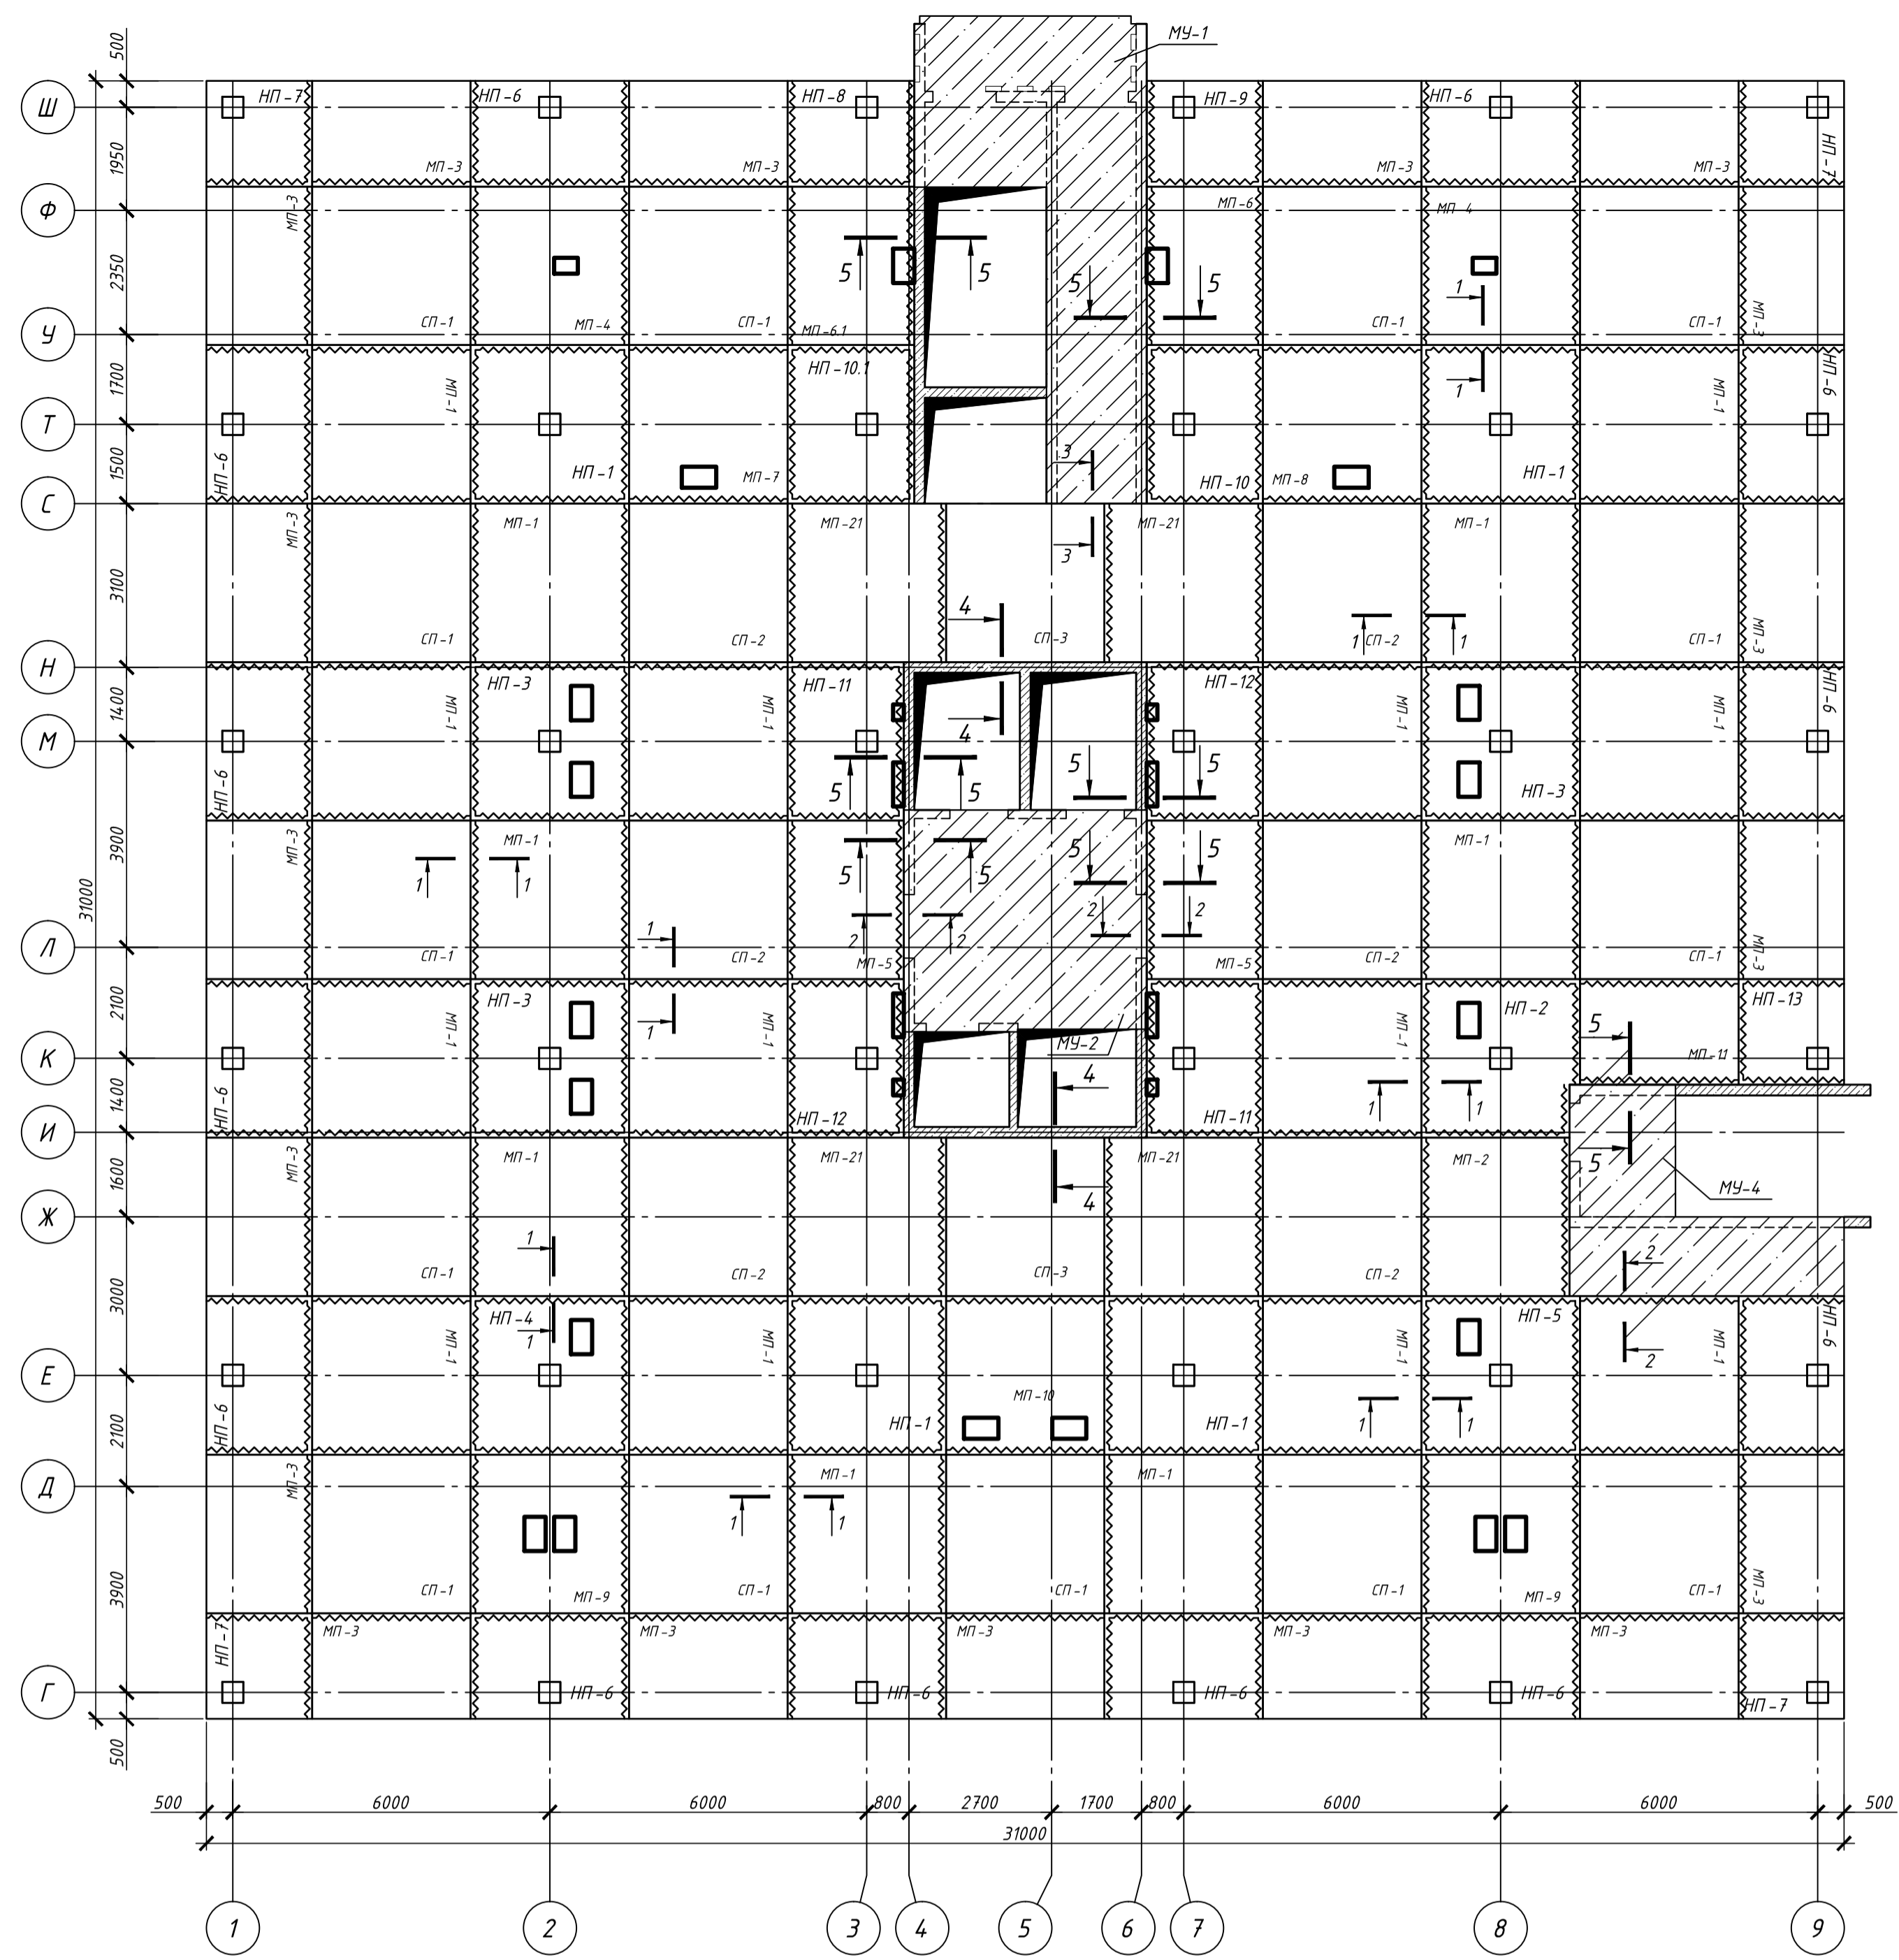 МУ-1
500
Ш НП-7 НП-6 НП-8 НП-9 НП-6 НП-7
1950 МП-3 МП-3 МП-3 МП-3
Ф МП-3 МП-6 МП-4
2350 5 5 5 5 1
У СП-1 МП-4 СП-1 МП-6.1 СП-1 СП-1 МП-3
1700 МП-1 НП-10.1 1 МП-1 НП-6
Т
1500 НП-6 НП-1 МП-7 3 НП-10 МП-8 НП-1
С
МП-3 МП-1 МП-21 3 МП-21 МП-1
3100 4 1 1
СП-1 СП-2 СП-3 СП-2 СП-1 МП-3
Н
1400 НП-3 НП-11 НП-12 НП-6
МП-1 МП-1 4 МП-1 МП-1
М
НП-6 5 5 5 5 НП-3
3900 МП-3 МП-1 МП-1
1 1 5 5 5 5
31000
1 2 2 2 2
Л СП-1 СП-2 МП-5 МП-5 СП-2 СП-1 МП-3
2100 НП-3 НП-2 НП-13
МП-1 1 МП-1 МП-1 5
К МУ-2 МП-11
1400 НП-6 НП-12 4 НП-11 1 1
И
МП-3 МП-1 МП-21 МП-21 МП-2 5
1600 4 МУ-4
Ж
1 2
СП-1 СП-2 СП-3 СП-2
3000 НП-4 НП-5 НП-6
МП-1 1 МП-1 МП-1 2 МП-1
Е
МП-10
2100 НП-6 НП-1 НП-1 1 1
МП-3 МП-1 МП-1
Д
1 1
3900 СП-1 МП-9 СП-1 СП-1 СП-1 МП-9 СП-1 МП-3
НП-7 МП-3 МП-3 МП-3 МП-3 МП-3
Г НП-6 НП-6 НП-6 НП-6 НП-7
500
500 6000 6000 800 2700 1700 800 6000 6000 500
31000
1 2 3 4 5 6 7 8 9